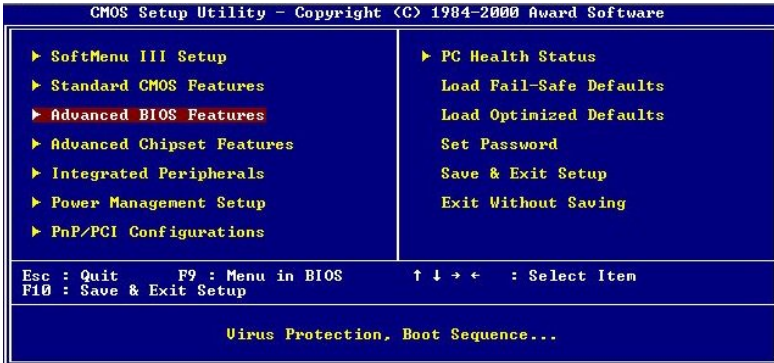 CMOS Setup Utility - Copyright (C) 1984-2000 Award Software
► SoftMenu III Setup
► Standard CMOS Features
► Advanced BIOS Features
► Advanced Chipset Features
► Integrated Peripherals
► Power Management Setup
► PnP/PCI Configurations
► PC Health Status
Load Fail-Safe Defaults
Load Optimized Defaults
Set Password
Save & Exit Setup
Exit Without Saving
Esc : Quit F9 : Menu in BIOS ↑ ↓ → ← : Select Item
F10 : Save & Exit Setup
Virus Protection, Boot Sequence...